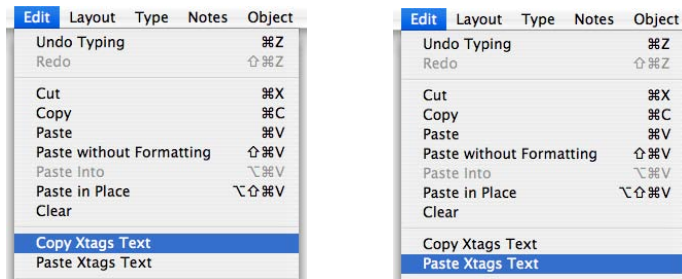 Edit Layout Type Notes Object
Undo Typing ⌘Z
Redo ⇧⌘Z
Cut ⌘X
Copy ⌘C
Paste ⌘V
Paste without Formatting ⇧⌘V
Paste Into ⌥⌘V
Paste in Place ⌥⇧⌘V
Clear
Copy Xtags Text
Paste Xtags Text
Edit Layout Type Notes Object
Undo Typing ⌘Z
Redo ⇧⌘Z
Cut ⌘X
Copy ⌘C
Paste ⌘V
Paste without Formatting ⇧⌘V
Paste Into ⌥⌘V
Paste in Place ⌥⇧⌘V
Clear
Copy Xtags Text
Paste Xtags Text